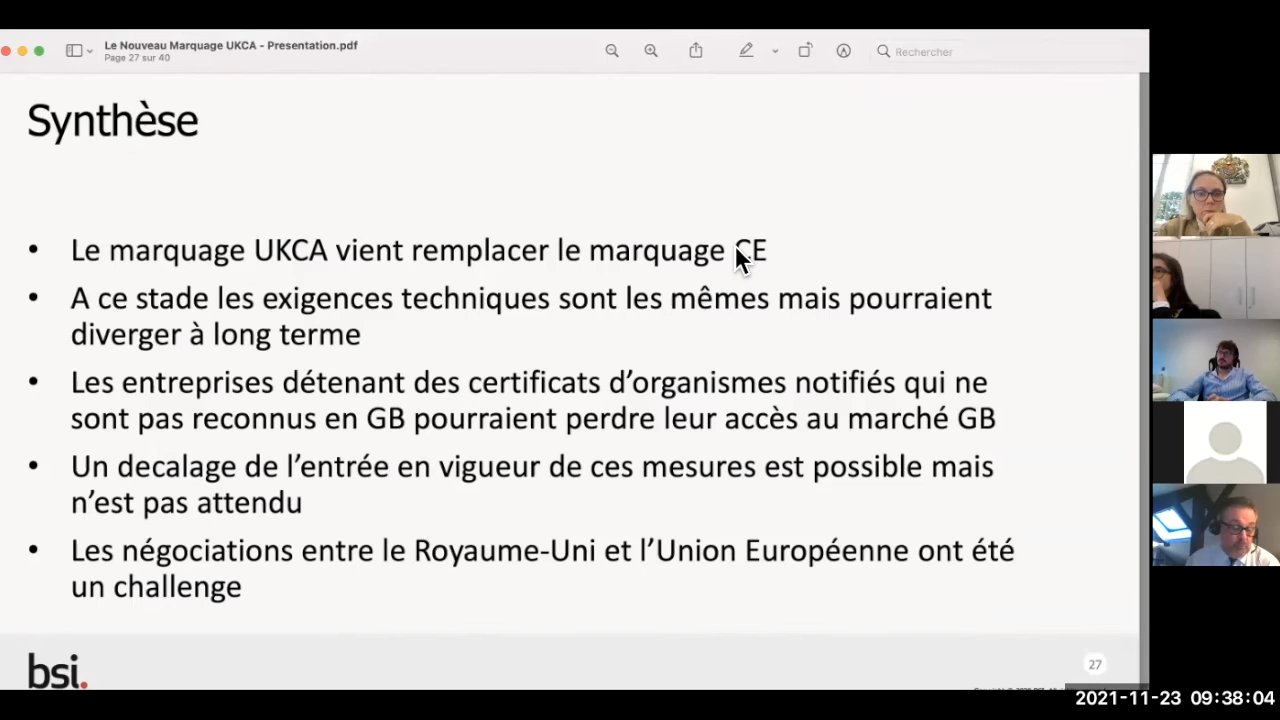 Le Nouveau Marquage UKCA - Presentation.pdf
Page 27 sur 40
Rechercher
Synthèse
• Le marquage UKCA vient remplacer le marquage CE
• A ce stade les exigences techniques sont les mêmes mais pourraient
diverger à long terme
• Les entreprises détenant des certificats d’organismes notifiés qui ne
sont pas reconnus en GB pourraient perdre leur accès au marché GB
• Un decalage de l’entrée en vigueur de ces mesures est possible mais
n’est pas attendu
• Les négociations entre le Royaume-Uni et l’Union Européenne ont été
un challenge
bsi.
27
2021-11-23 09:38:04